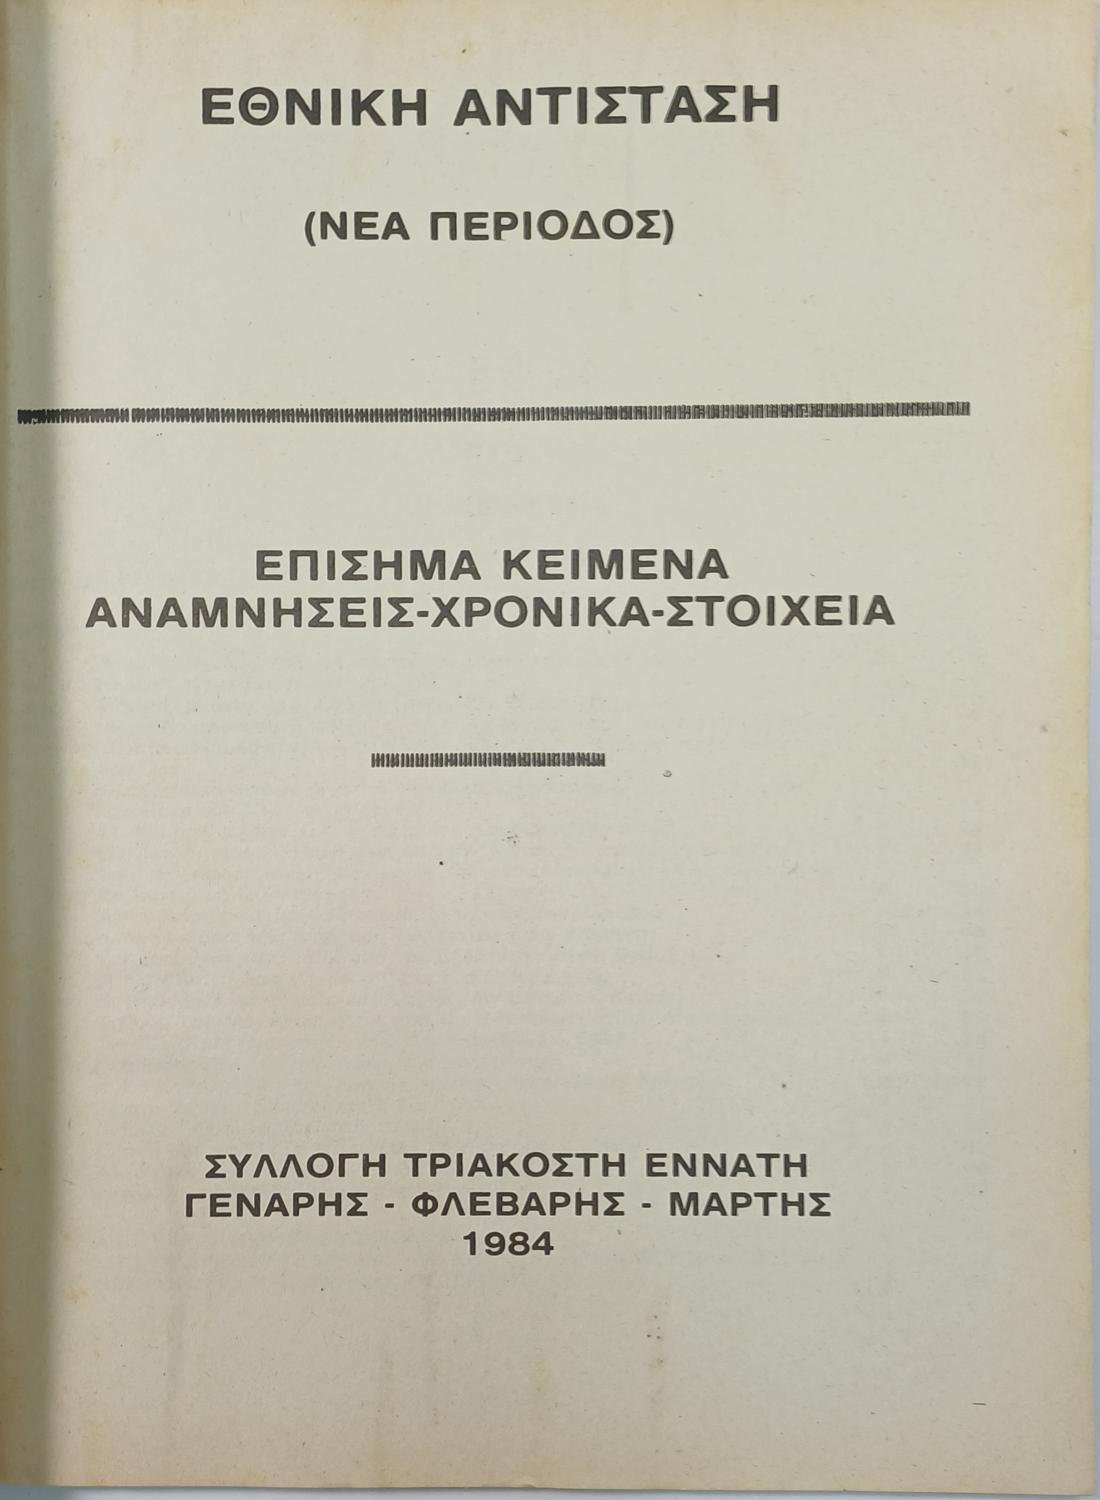 ΕΘΝΙΚΗ ΑΝΤΙΣΤΑΣΗ
(ΝΕΑ ΠΕΡΙΟΔΟΣ)
ΕΠΙΣΗΜΑ ΚΕΙΜΕΝΑ
ΑΝΑΜΝΗΣΕΙΣ-ΧΡΟΝΙΚΑ-ΣΤΟΙΧΕΙΑ
ΣΥΛΛΟΓΗ ΤΡΙΑΚΟΣΤΗ ΕΝΝΑΤΗ
ΓΕΝΑΡΗΣ - ΦΛΕΒΑΡΗΣ - ΜΑΡΤΗΣ
1984